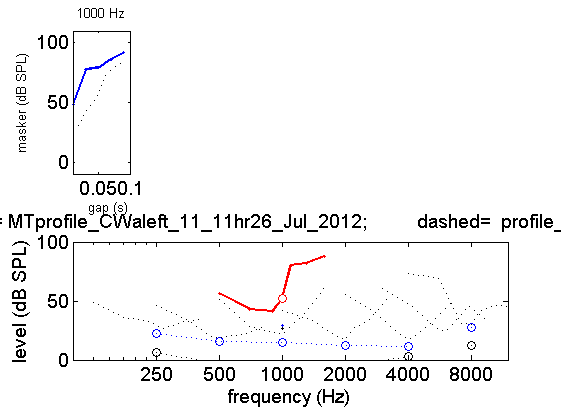 1000 Hz
100
50
0
masker (dB SPL)
0.050.1
gap (s)
= MTprofile_CWaleft_11_11hr26_Jul_2012; dashed= profile_
100
50
0
level (dB SPL)
250 500 1000 2000 4000 8000
frequency (Hz)